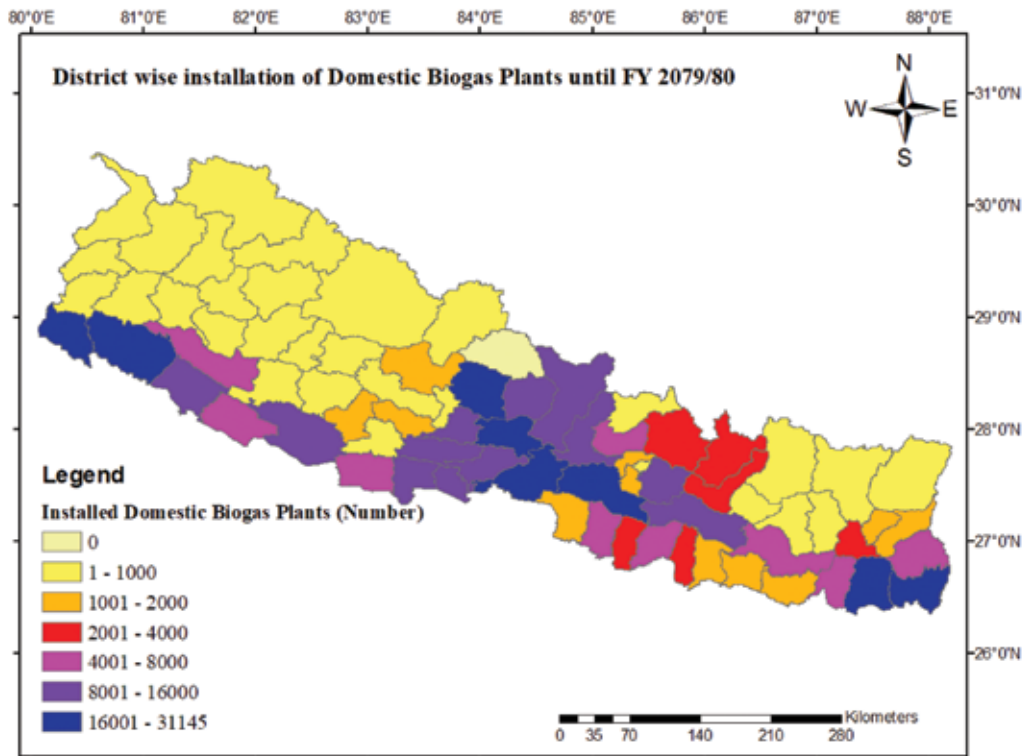 80°0'E 81°0'E 82°0'E 83°0'E 84°0'E 85°0'E 86°0'E 87°0'E 88°0'E
District wise installation of Domestic Biogas Plants until FY 2079/80
N
W E
S
31°0'N
30°0'N
29°0'N
28°0'N
27°0'N
26°0'N
Legend
Installed Domestic Biogas Plants (Number)
0
1 - 1000
1001 - 2000
2001 - 4000
4001 - 8000
8001 - 16000
16001 - 31145
Kilometers
0 35 70 140 210 280